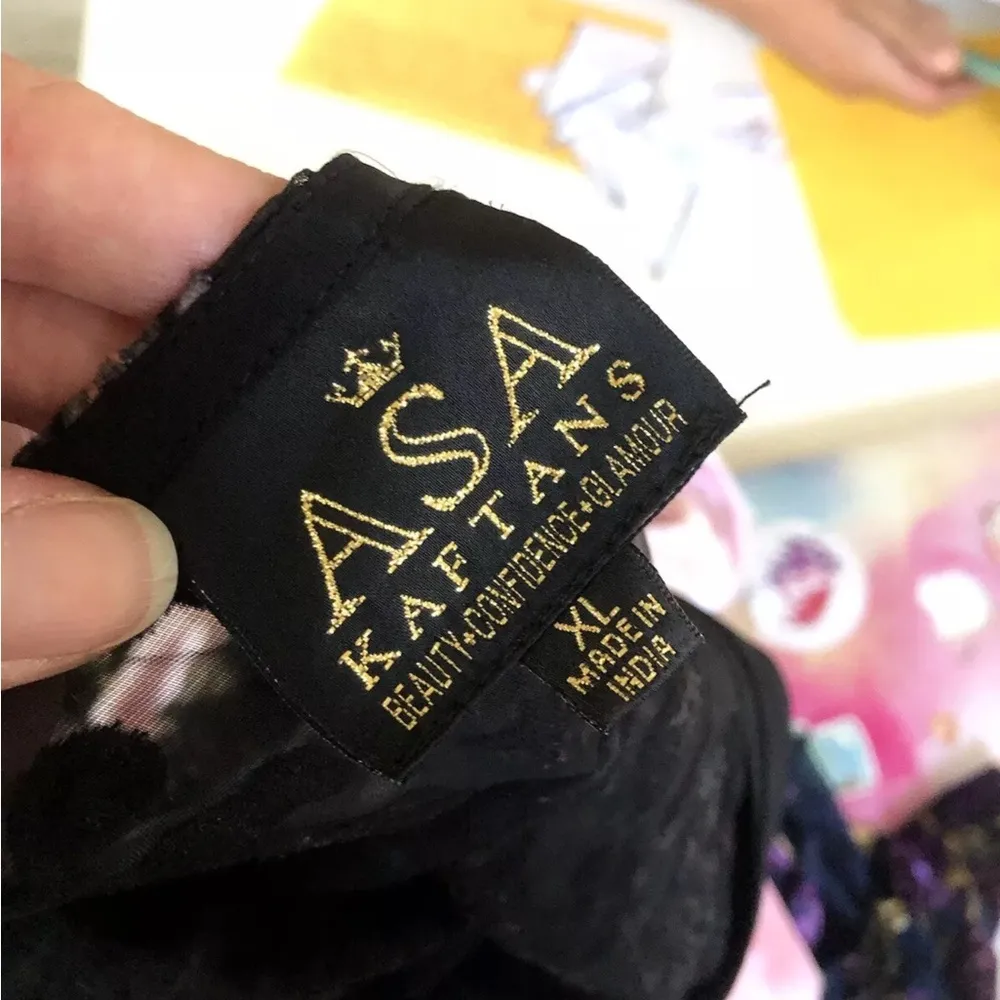 ASA
KAFTANS
BEAUTY+CONFIDENCE+GLAMOUR
XL
MADE IN
INDIA